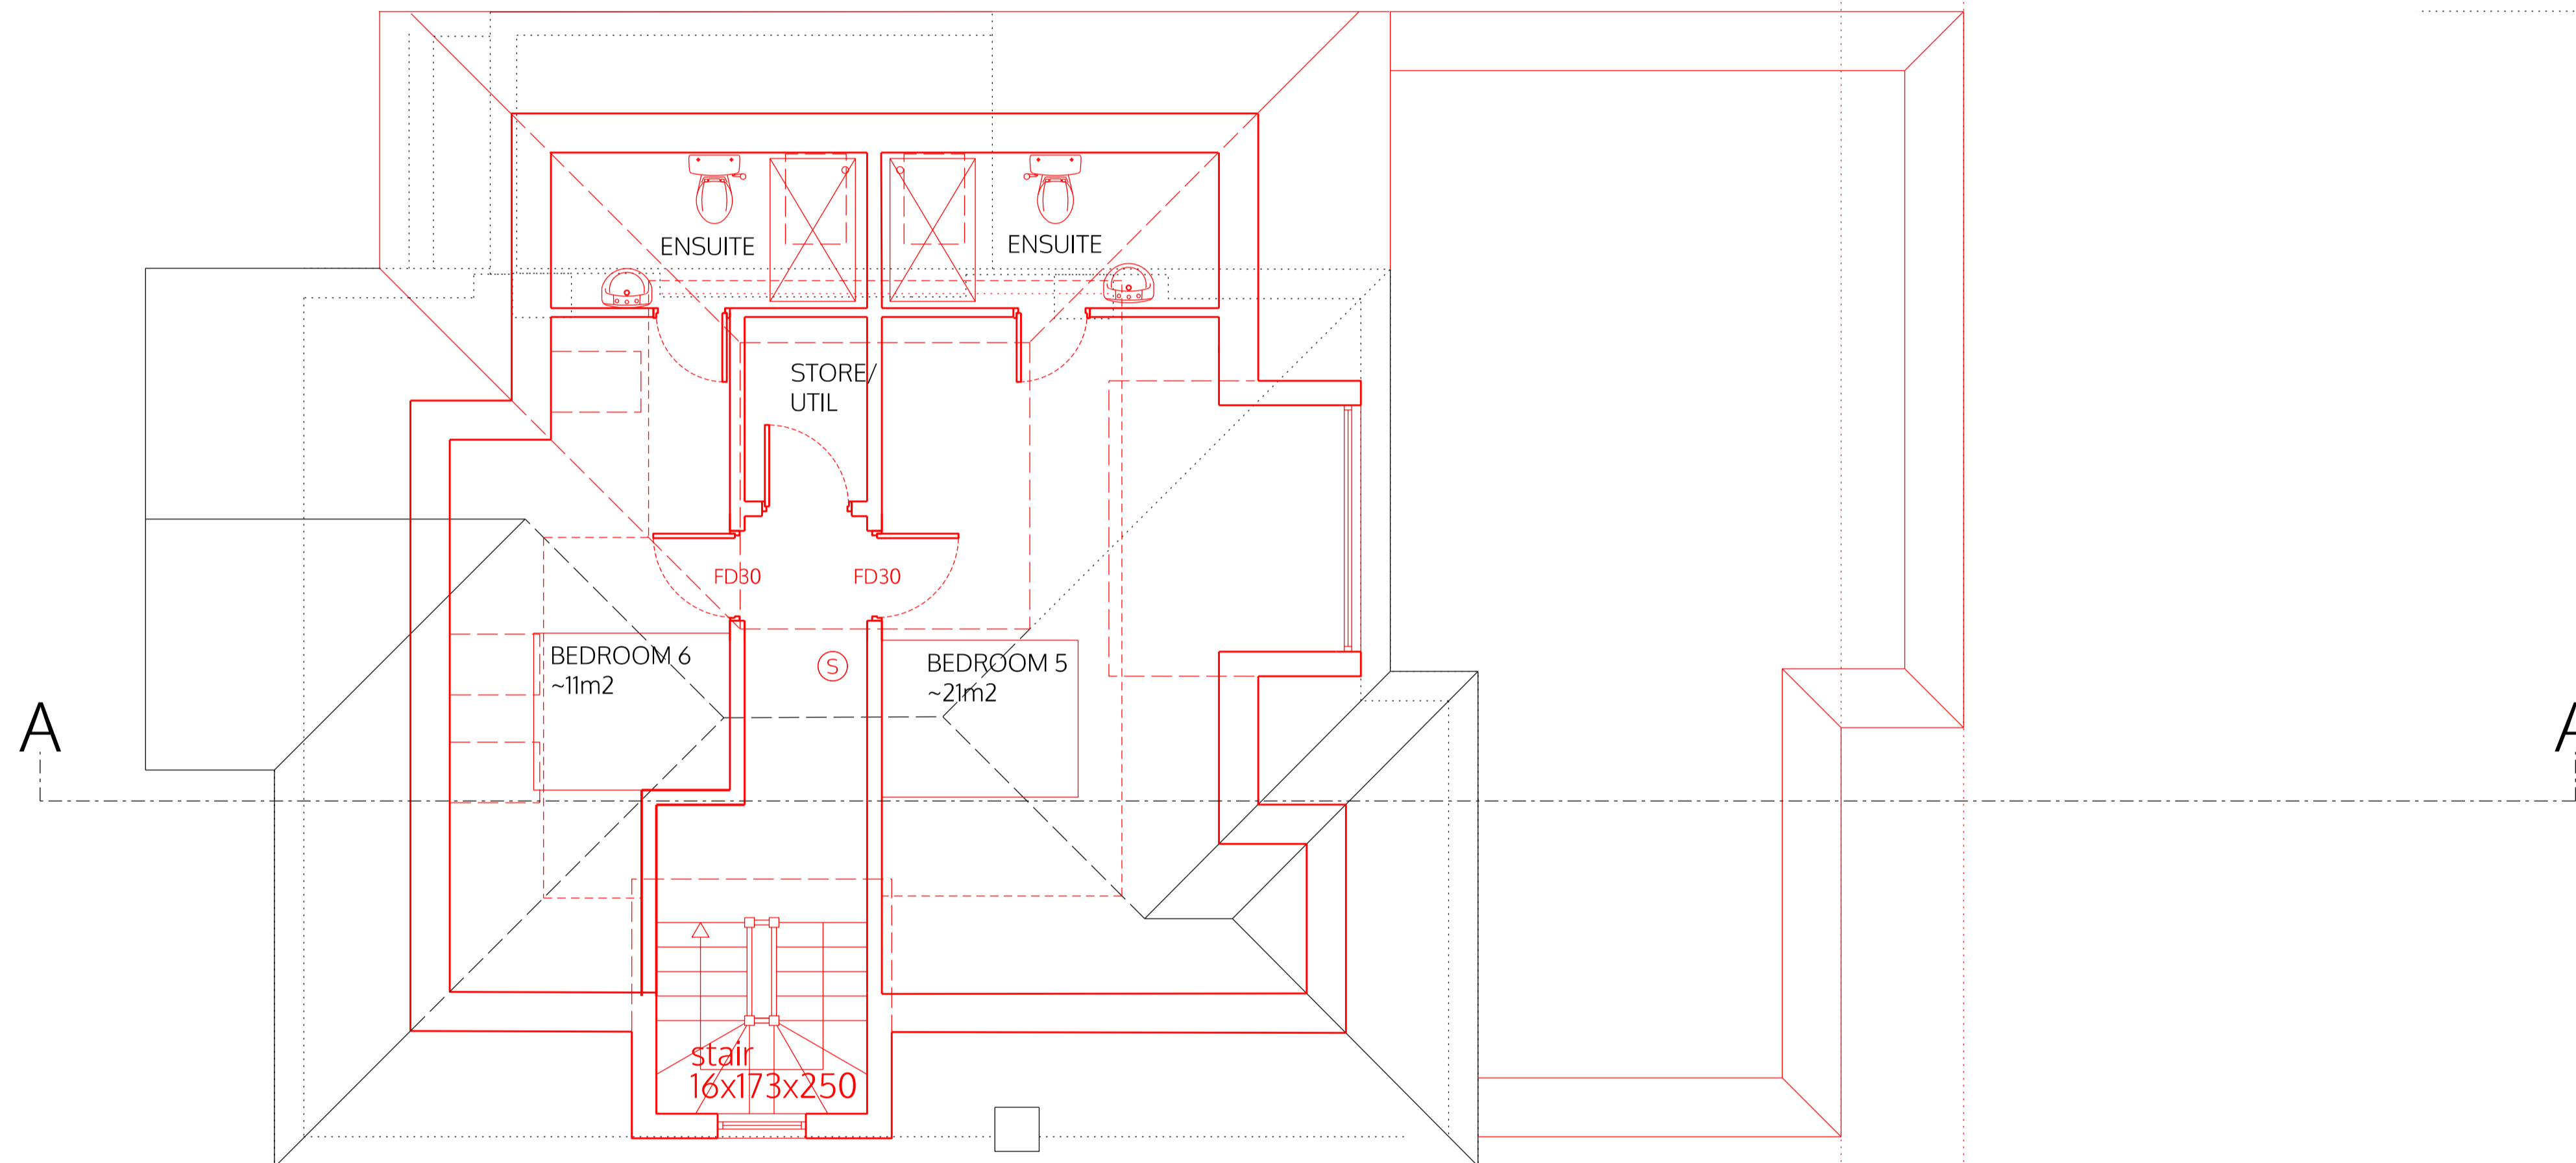 ENSUITE
ENSUITE
STORE/
UTIL
FD30
FD30
BEDROOM 6
~11m2
S
BEDROOM 5
~21m2
A
A
stair
16x173x250